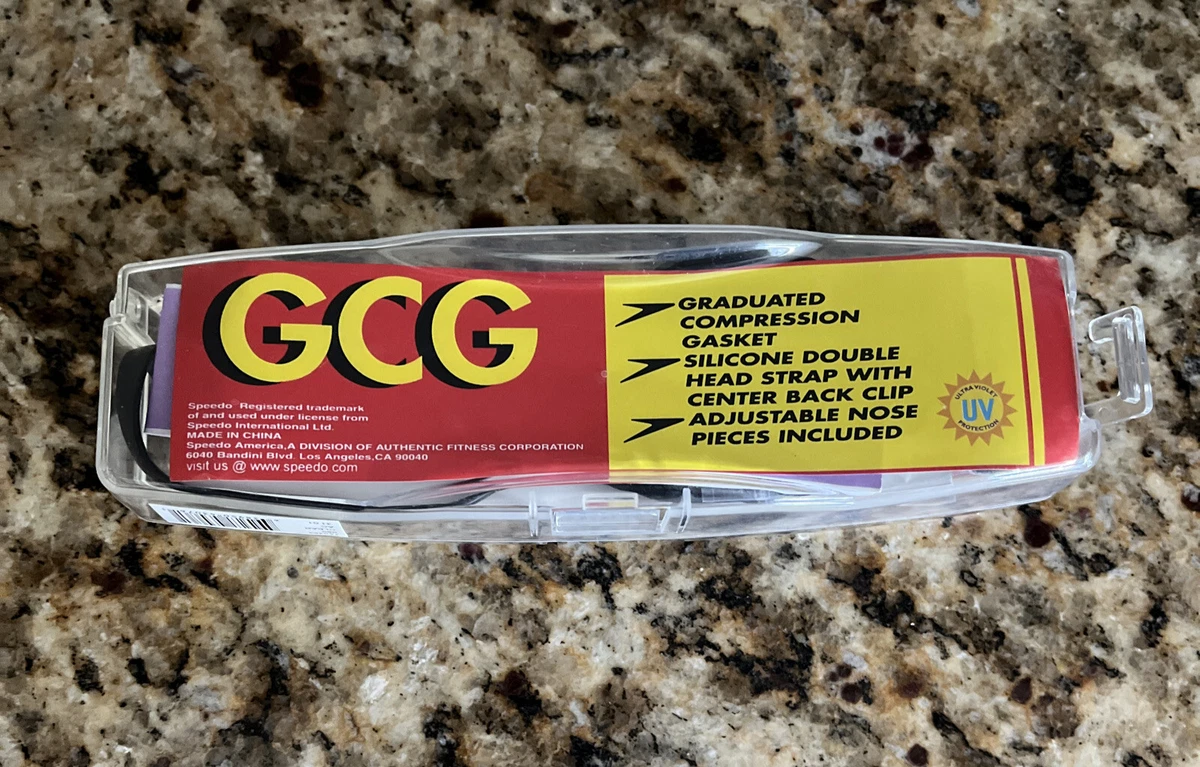 GCG
Speedo Registered trademark
of and used under license from
Speedo International Ltd.
MADE IN CHINA
Speedo America,A DIVISION OF AUTHENTIC FITNESS CORPORATION
6040 Bandini Blvd. Los Angeles,CA 90040
visit us @ www.speedo.com
GRADUATED
COMPRESSION
GASKET
SILICONE DOUBLE
HEAD STRAP WITH
CENTER BACK CLIP
ADJUSTABLE NOSE
PIECES INCLUDED
ULTRA VIOLET
UV
PROTECTION